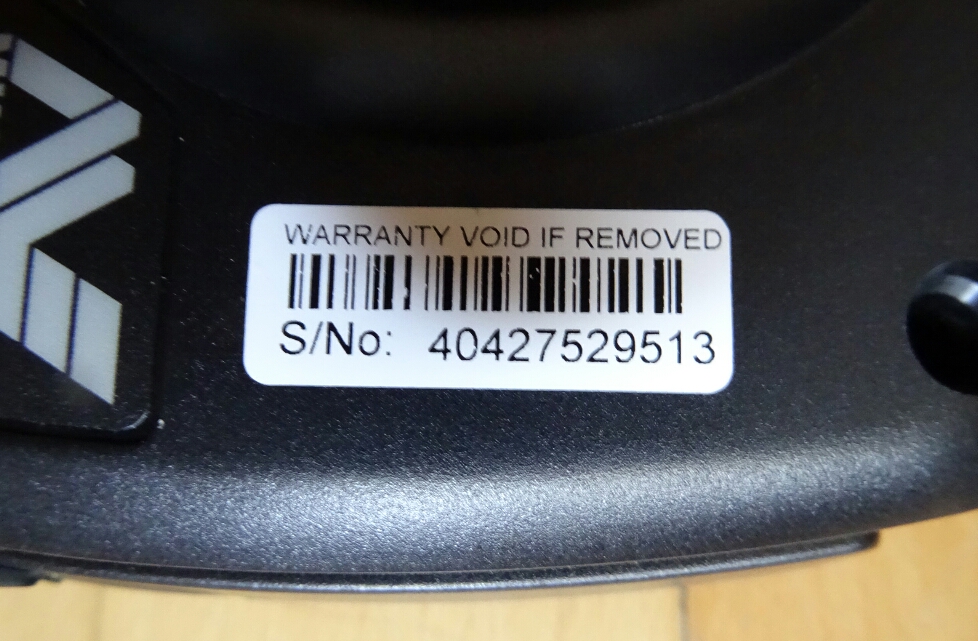 WARRANTY VOID IF REMOVED
S/No: 40427529513